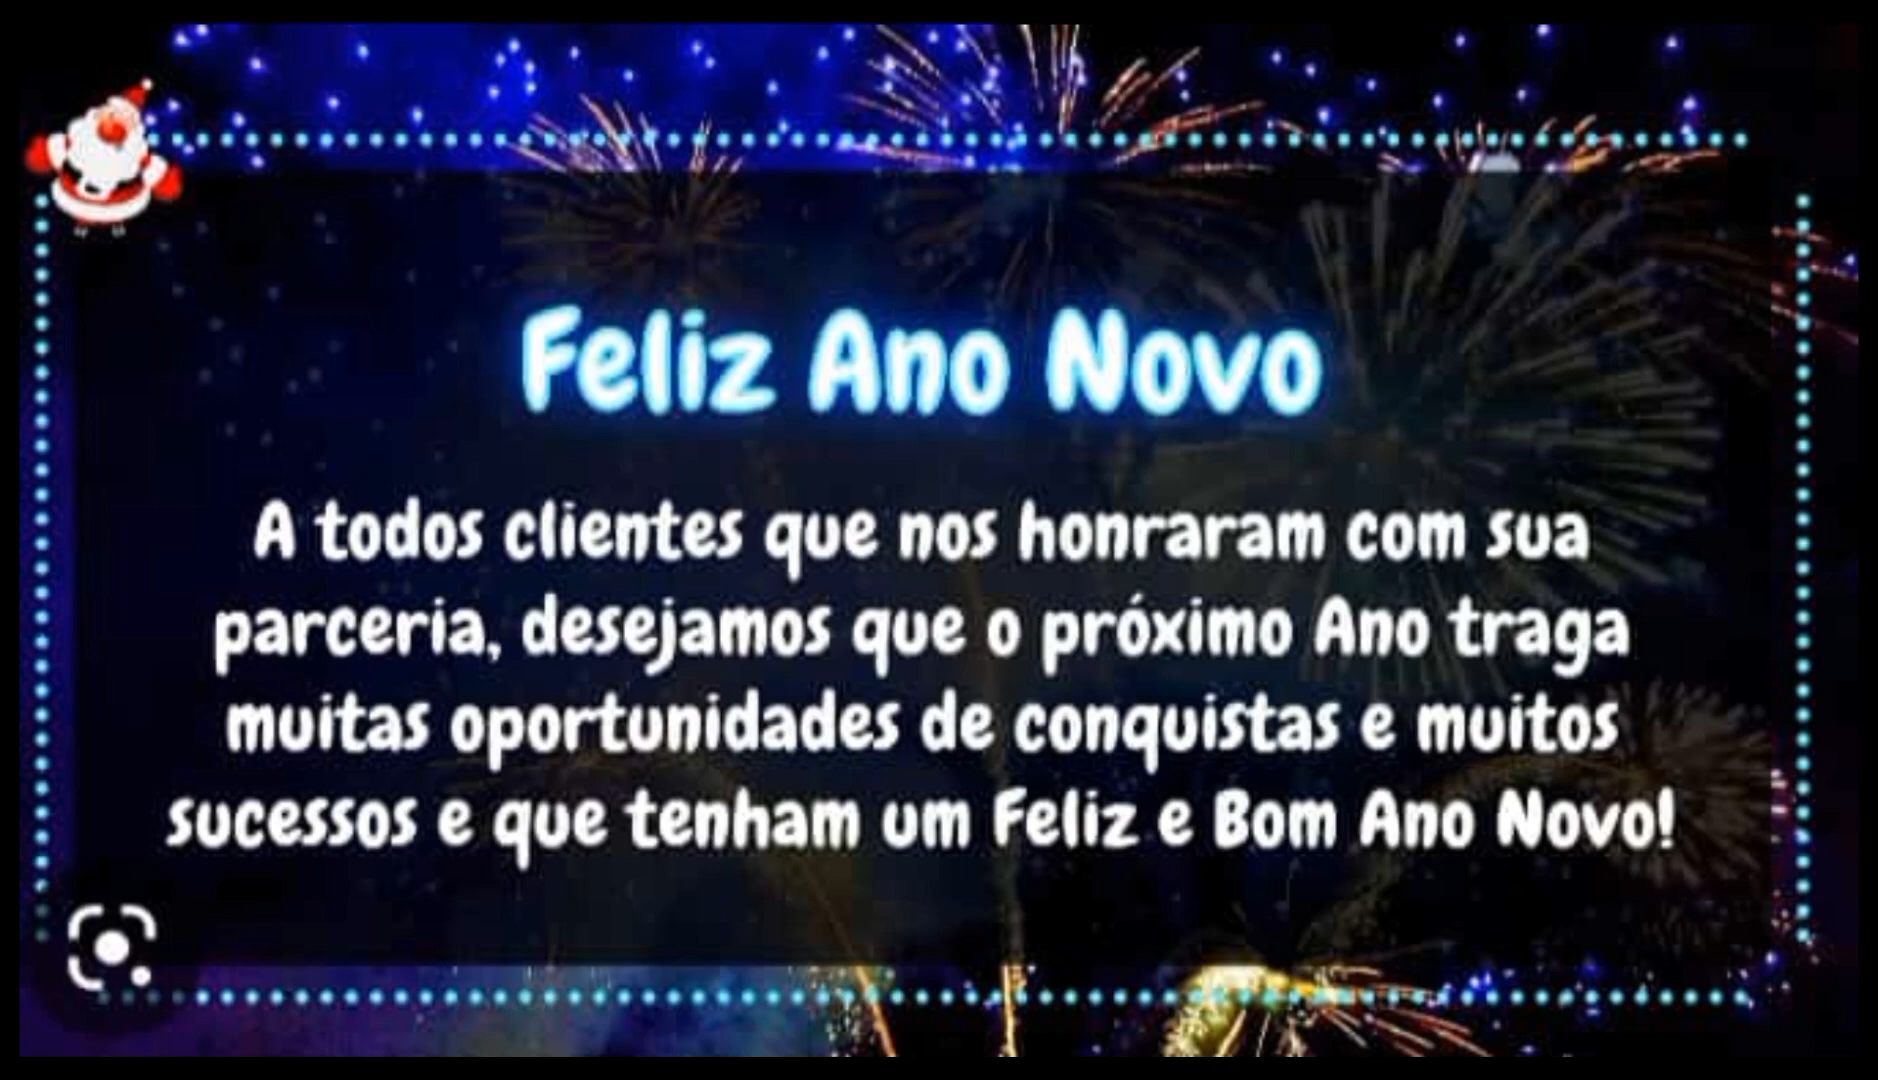 Feliz Ano Novo
A todos clientes que nos honraram com sua
parceria, desejamos que o próximo Ano traga
muitas oportunidades de conquistas e muitos
sucessos e que tenham um Feliz e Bom Ano Novo!